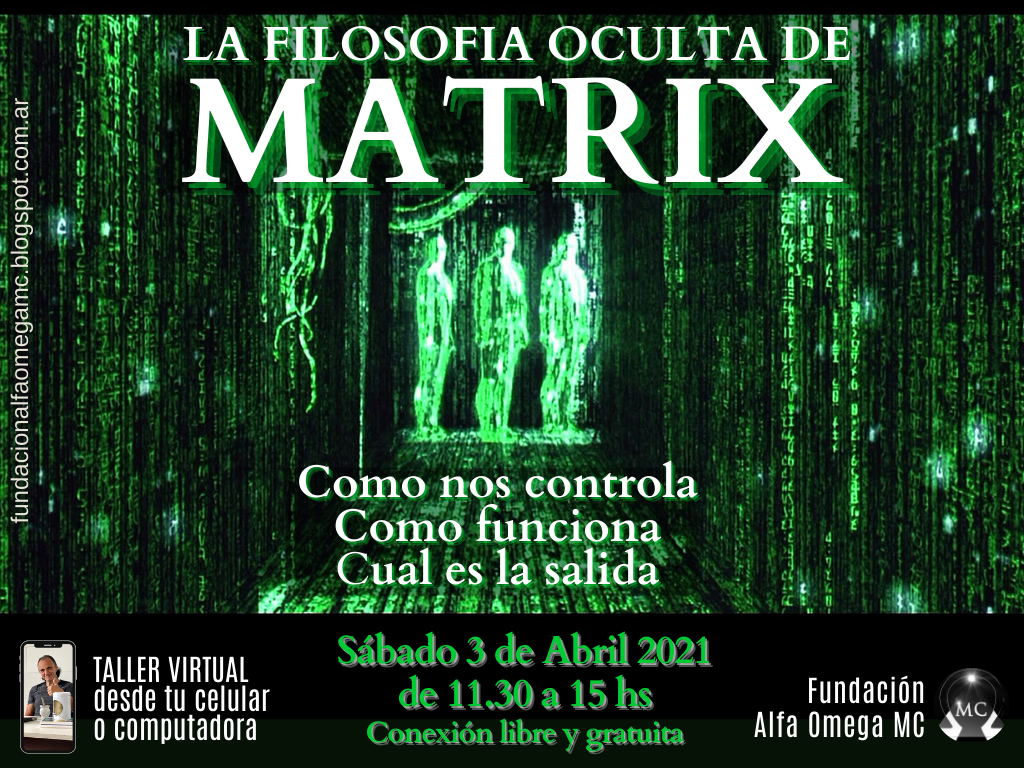 LA FILOSOFIA OCULTA DE
MATRIX
fundacionalfaomegamc.blogspot.com.ar
Como nos controla
Como funciona
Cual es la salida
TALLER VIRTUAL
desde tu celular
o computadora
Sábado 3 de Abril 2021
de 11.30 a 15 hs
Conexión libre y gratuita
Fundación
Alfa Omega MC
MC